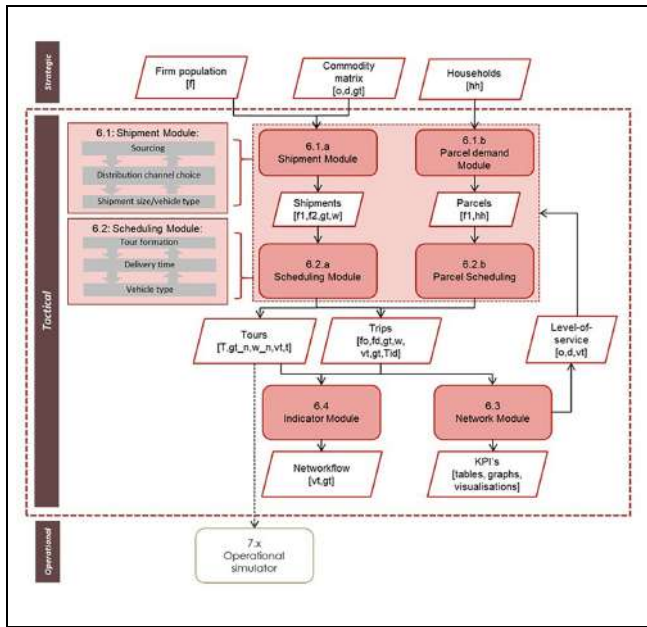 Strategic
Firm population
[f]
Commodity
matrix
[o,d,gt]
Households
[hh]
Tactical
6.1: Shipment Module:
Sourcing
Distribution channel choice
Shipment size/vehicle type
6.2: Scheduling Module:
Tour formation
Delivery time
Vehicle type
6.1.a
Shipment Module
6.1.b
Parcel demand
Module
Shipments
[f1,f2,gt,w]
Parcels
[f1,hh]
6.2.a
Scheduling Module
6.2.b
Parcel Scheduling
Tours
[T,gt_n,w_n,vt,t]
Trips
[fo,fd,gt,w,
vt,gt,Tid]
Level-of-
service
[o,d,vt]
6.4
Indicator Module
6.3
Network Module
Networkflow
[vt,gt]
KPI's
[tables, graphs,
visualisations]
Operational
7.x
Operational
simulator